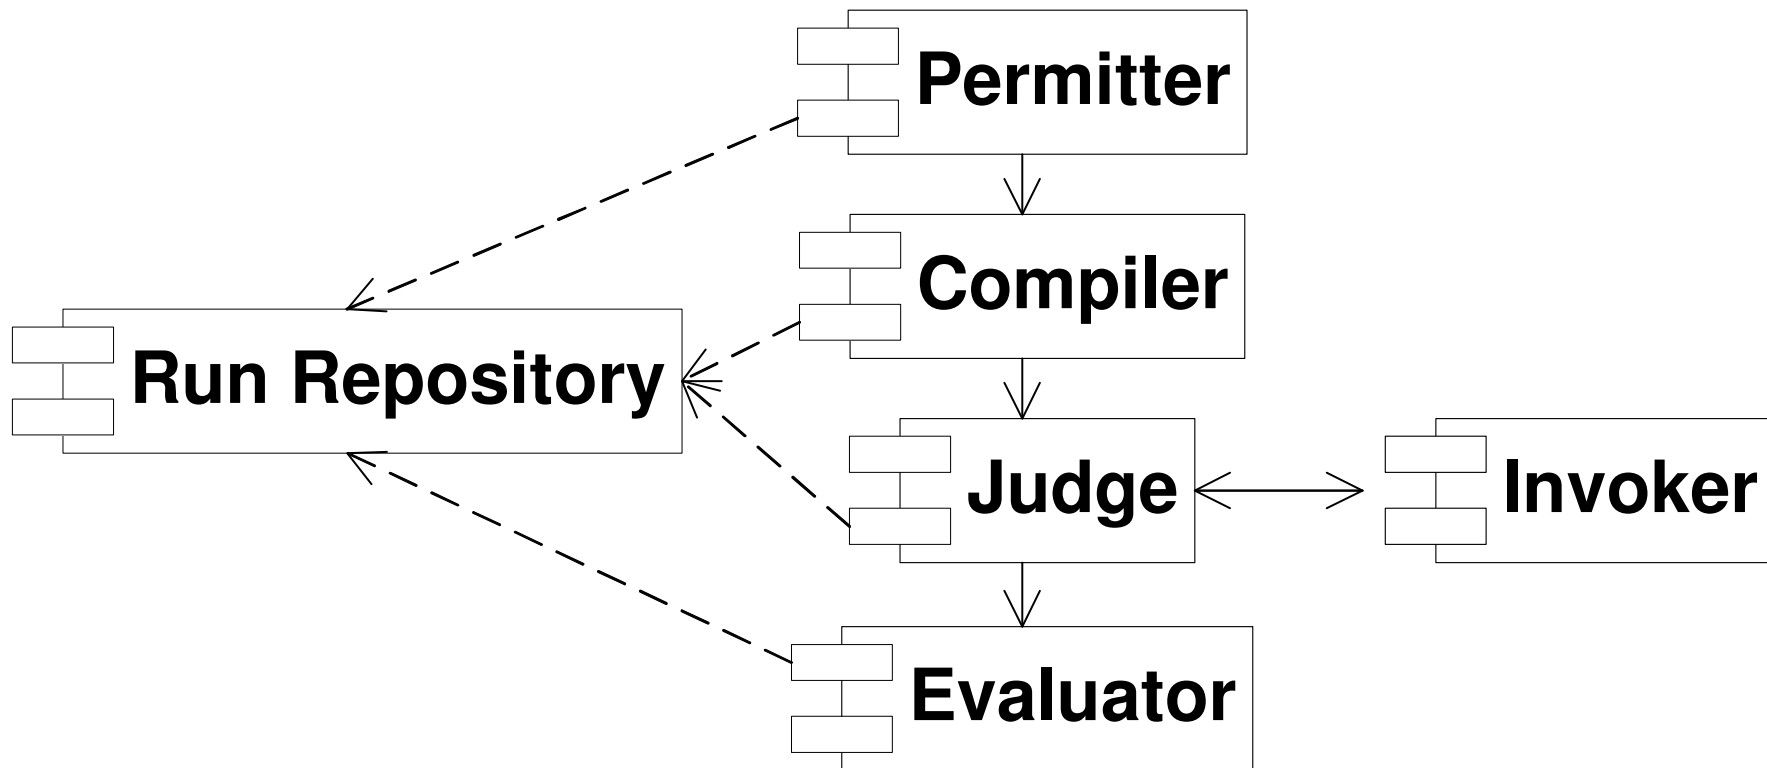 Permitter
Compiler
Run Repository
Judge
Invoker
Evaluator